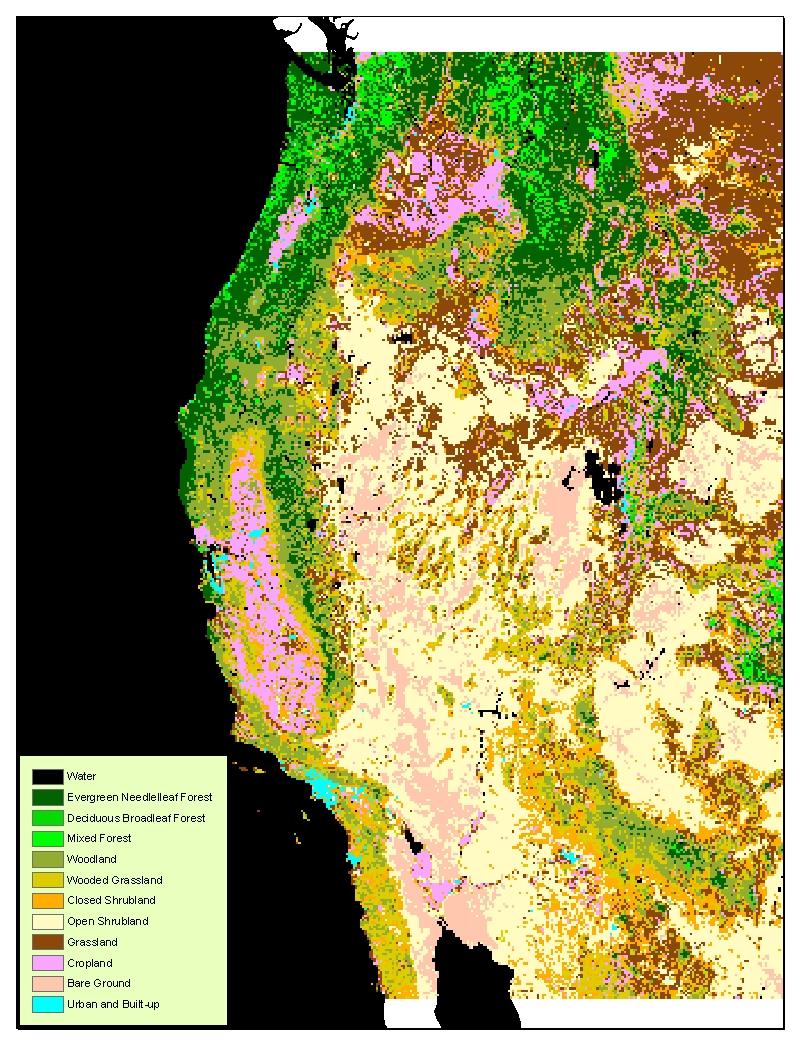 Water
Evergreen Needlelleaf Forest
Deciduous Broadleaf Forest
Mixed Forest
Woodland
Wooded Grassland
Closed Shrubland
Open Shrubland
Grassland
Cropland
Bare Ground
Urban and Built-up